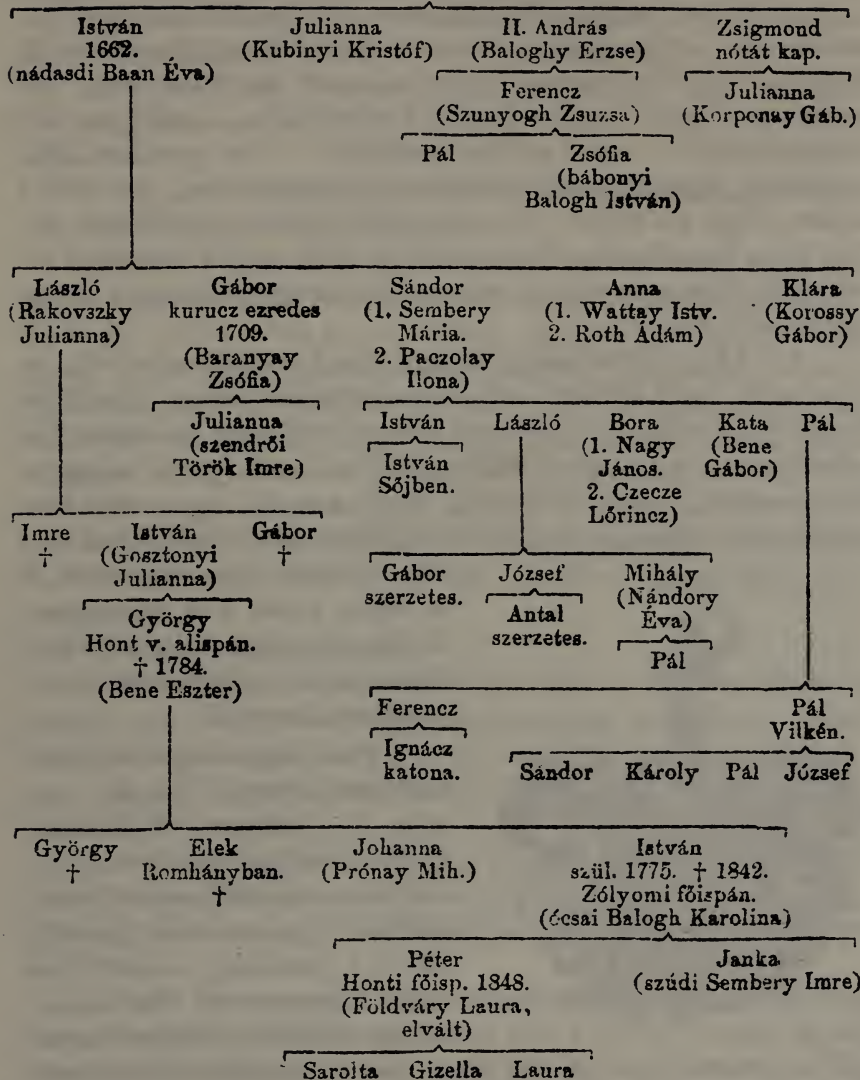 István Julianna II. András Zsigmond
1662. (Kubinyi Kristóf) (Baloghy Erzse) nótát kap.
(nádasdi Baan Éva)
Ferencz Julianna
(Szunyogh Zsuzsa) (Korponay Gáb.)
Pál Zsófia
(bábonyi
Balogh István)
László Gábor Sándor Anna Klára
(Rakovszky kurucz ezredes (1. Sembery (1. Wattay Istv. (Korossy
Julianna) 1709. Mária. 2. Roth Ádám) Gábor)
(Baranyay 2. Paczolay
Zsófia) Ilona)
Julianna István László Bora Kata Pál
(szendrői István (1. Nagy (Bene
Török Imre) Sőjben. János. Gábor)
2. Czecze
Lőrincz)
Imre István Gábor
† (Gosztonyi †
Julianna)
Gábor József Mihály
szerzetes. Antal (Nándory
szerzetes. Éva)
Pál
György
Hont v. alispán.
† 1784.
(Bene Eszter)
Ferencz Pál
Vilkén.
Ignácz
katona. Sándor Károly Pál József
György Elek Johanna István
† Romhányban. (Prónay Mih.) szül. 1775. † 1842.
† Zólyomi főispán.
(ócsai Balogh Karolina)
Péter Janka
Honti főisp. 1848. (szúdi Sembery Imre)
(Földváry Laura,
elvált)
Sarolta Gizella Laura